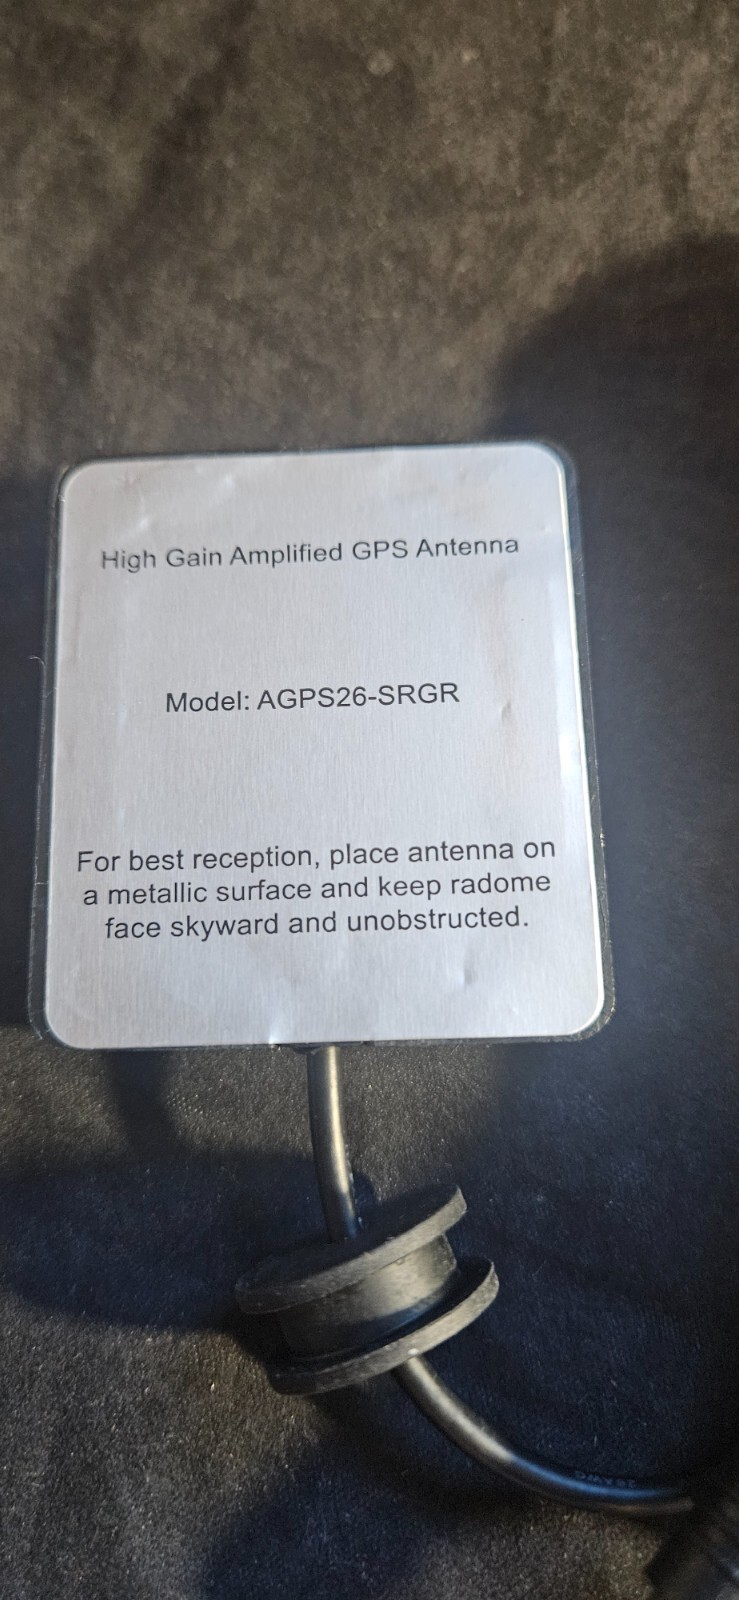 High Gain Amplified GPS Antenna
Model: AGPS26-SRGR
For best reception, place antenna on
a metallic surface and keep radome
face skyward and unobstructed.
26AWG